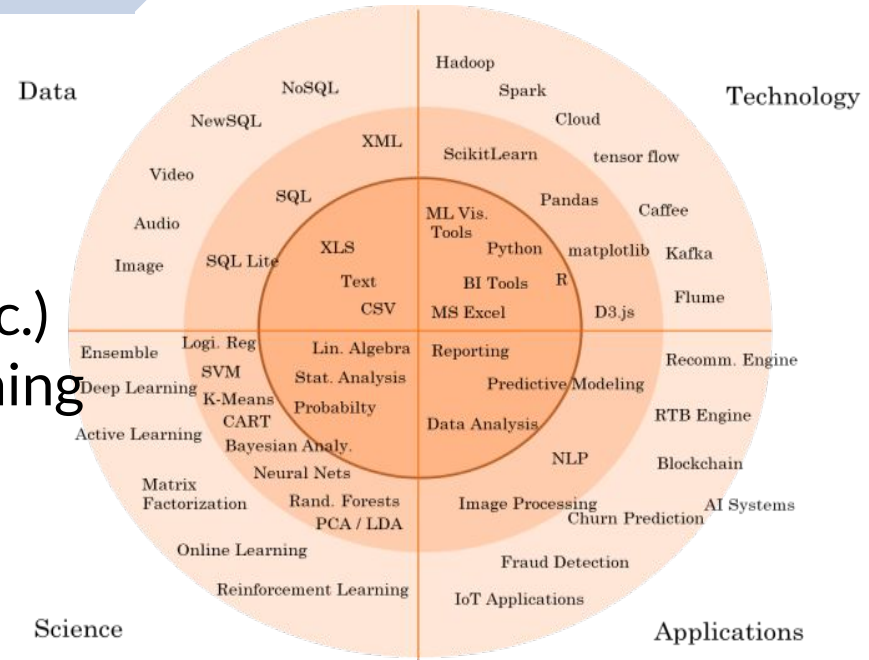 Data
Technology
NoSQL
NewSQL
Video
Audio
Image
XML
SQL
SQL Lite
XLS
Text
CSV
Hadoop
Spark
Cloud
ScikitLearn
tensor flow
Pandas
Caffee
ML Vis.
Tools
Python
matplotlib
Kafka
BI Tools
R
Flume
MS Excel
D3.js
c.)
ning
Ensemble
Logi. Reg
Lin. Algebra
SVM
Stat. Analysis
Deep Learning
K-Means
Probabilty
CART
Active Learning
Bayesian Analy.
Neural Nets
Matrix
Factorization
Rand. Forests
PCA / LDA
Online Learning
Reinforcement Learning
Reporting
Recomm. Engine
Predictive Modeling
RTB Engine
Data Analysis
NLP
Blockchain
Image Processing
AI Systems
Churn Prediction
Fraud Detection
IoT Applications
Science
Applications